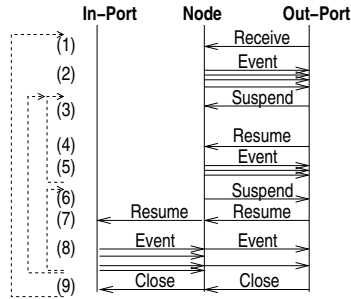 In-Port Node Out-Port
(1) Receive
(2) Event
(3) Suspend
(4) Resume
(5) Event
(6) Suspend
(7) Resume Resume
(8) Event Event
(9) Close Close